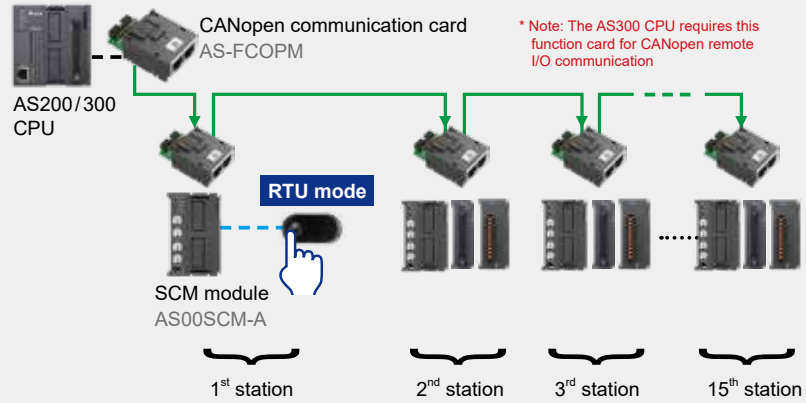 CANopen communication card
AS-FCOPM
* Note: The AS300 CPU requires this
function card for CANopen remote
I/O communication
AS200/300
CPU
RTU mode
SCM module
AS00SCM-A
1st station
2nd station
3rd station
15th station